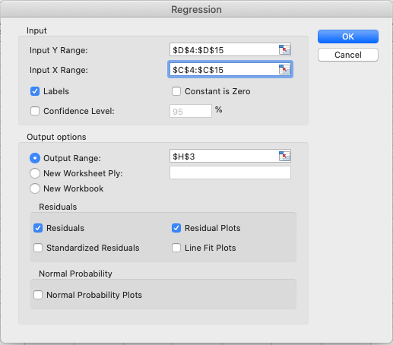 Regression
Input
OK
Input Y Range: $D$4:$D$15
Cancel
Input X Range: $C$4:$C$15
Labels Constant is Zero
Confidence Level: 95 %
Output options
Output Range: $H$3
New Worksheet Ply:
New Workbook
Residuals
Residuals Residual Plots
Standardized Residuals Line Fit Plots
Normal Probability
Normal Probability Plots